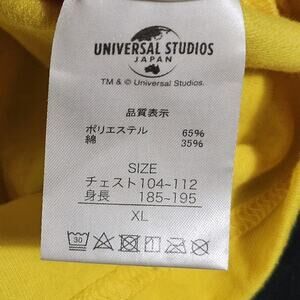 UNIVERSAL STUDIOS
JAPAN
TM & © Universal Studios.
品質表示
ポリエステル 65%
綿 35%
SIZE
チェスト104~112
身長 185~195
XL
30